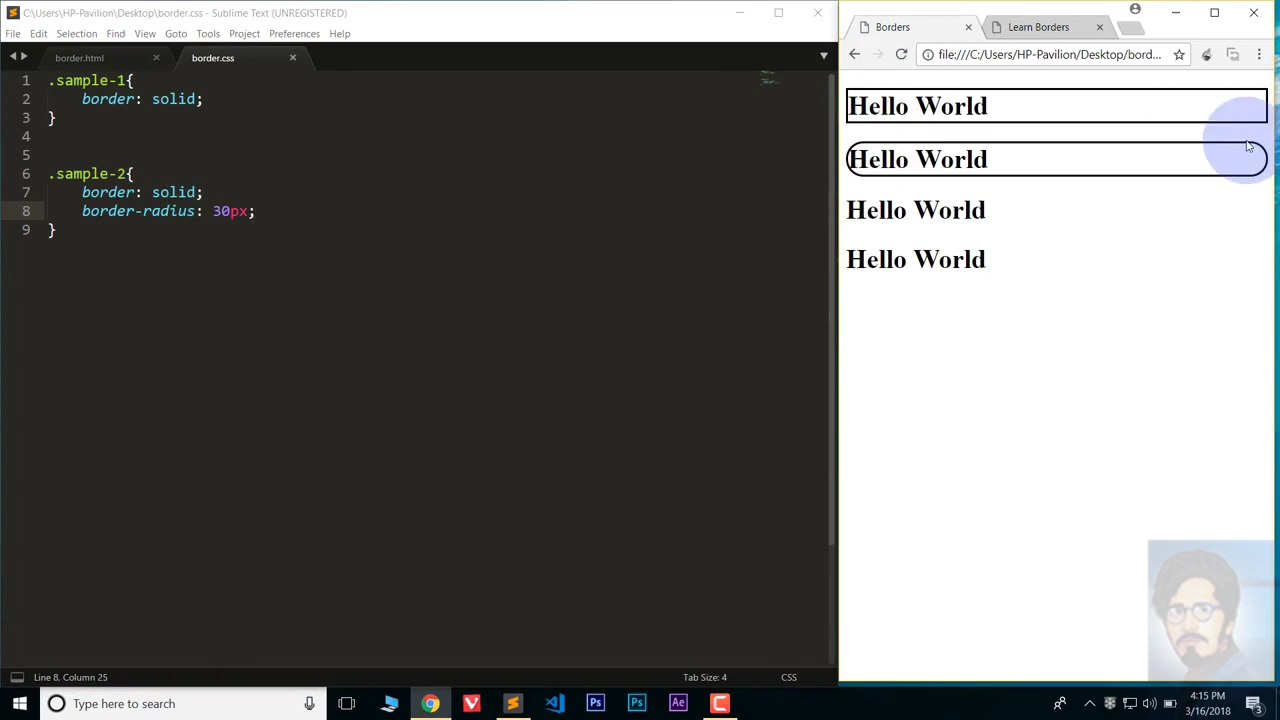 C:\Users\HP-Pavilion\Desktop\border.css - Sublime Text (UNREGISTERED)
File Edit Selection Find View Goto Tools Project Preferences Help
border.html
border.css
1 .sample-1{
2 border: solid;
3 }
4
5
6 .sample-2{
7 border: solid;
8 border-radius: 30px;
9 }
Line 8, Column 25
Tab Size: 4
CSS
Borders
Learn Borders
file:///C:/Users/HP-Pavilion/Desktop/bord...
Hello World
Hello World
Hello World
Hello World
Type here to search
Ps
Ps
Ae
4:15 PM
3/16/2018
3